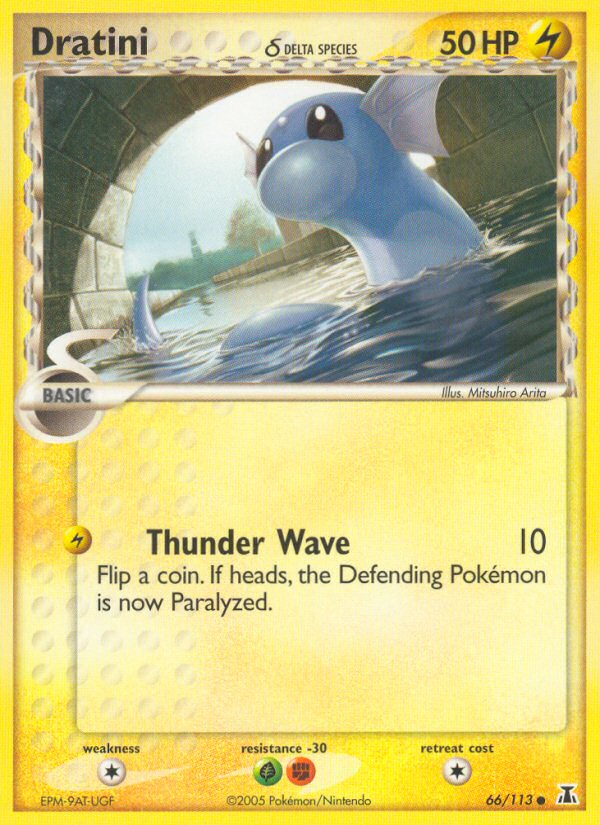 Dratini δ DELTA SPECIES 50 HP
BASIC
Illus. Mitsuhiro Arita
Thunder Wave 10
Flip a coin. If heads, the Defending Pokémon
is now Paralyzed.
weakness resistance -30 retreat cost
EPM-9AT-UGF ©2005 Pokémon/Nintendo 66/113